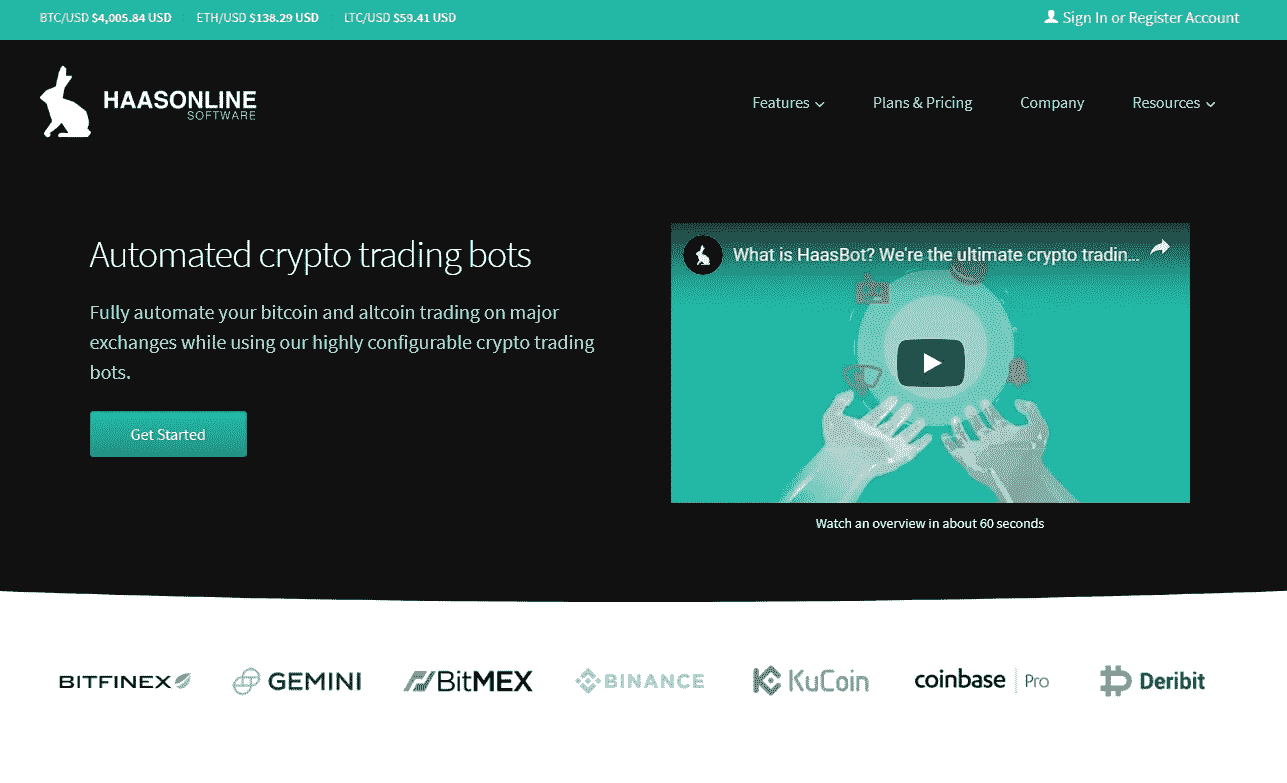 BTC/USD $4,005.84 USD ETH/USD $138.29 USD LTC/USD $59.41 USD Sign In or Register Account
HAASONLINE
SOFTWARE
Features Plans & Pricing Company Resources
Automated crypto trading bots
Fully automate your bitcoin and altcoin trading on major
exchanges while using our highly configurable crypto trading
bots.
Get Started
What is HaasBot? We're the ultimate crypto tradin...
Watch an overview in about 60 seconds
BITFINEX GEMINI BitMEX BINANCE KuCoin coinbase Pro Deribit